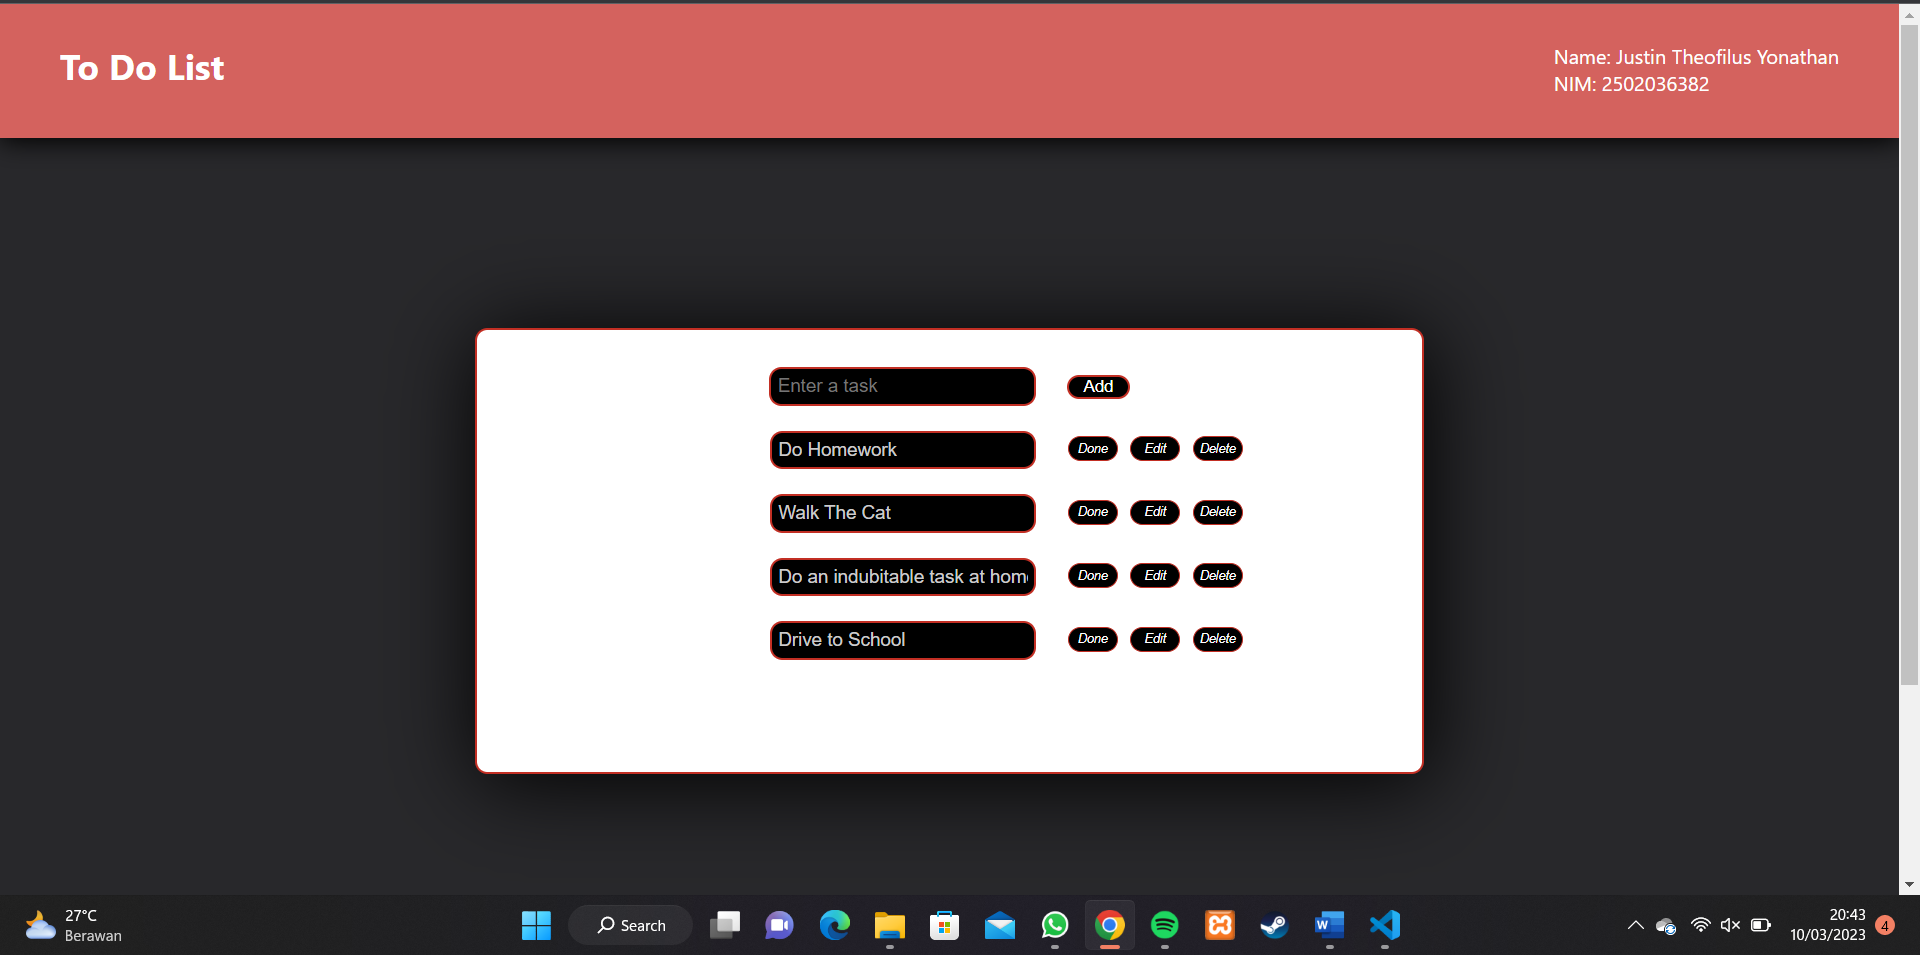 To Do List
Name: Justin Theofilus Yonathan
NIM: 2502036382
Enter a task
Add
Do Homework
Done Edit Delete
Walk The Cat
Done Edit Delete
Do an indubitable task at hom
Done Edit Delete
Drive to School
Done Edit Delete
27°C
Berawan
Search
W
20:43
10/03/2023
4